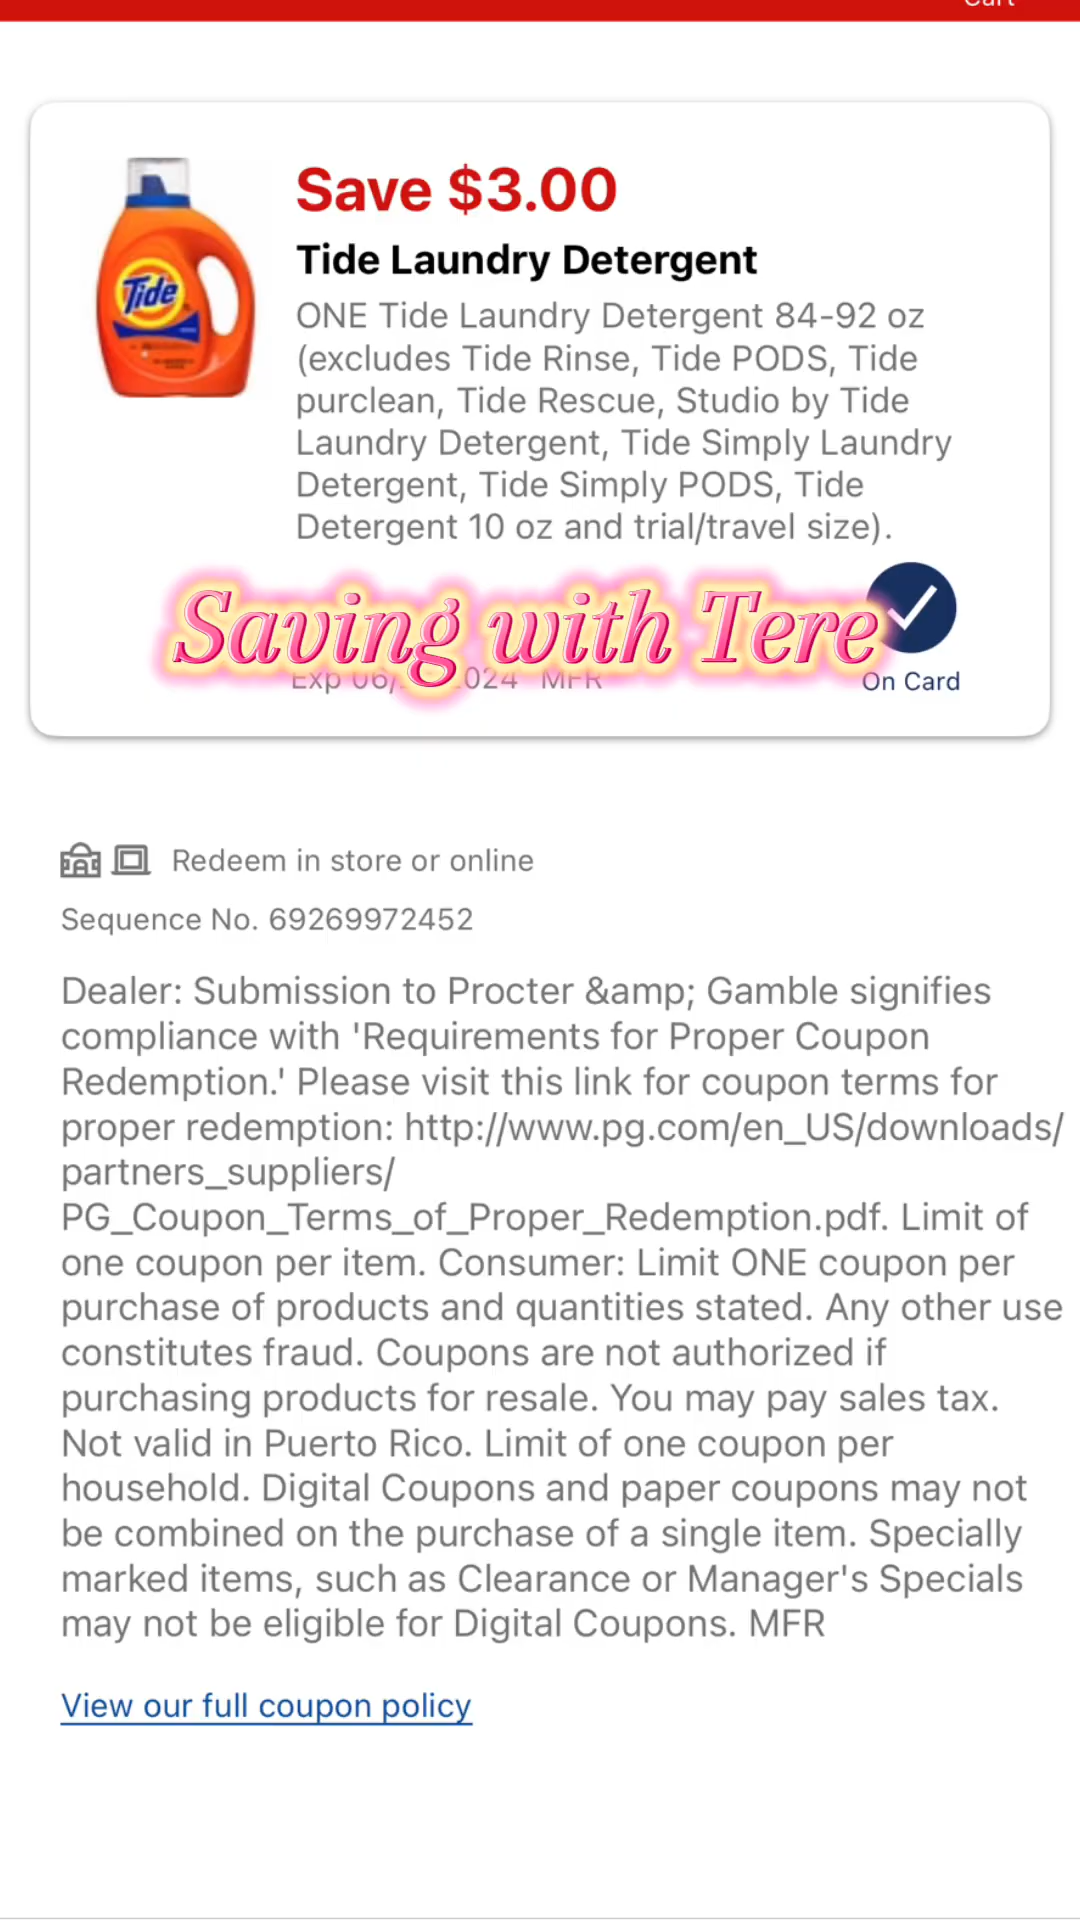 Save $3.00
Tide Laundry Detergent
Tide
ONE Tide Laundry Detergent 84-92 oz
(excludes Tide Rinse, Tide PODS, Tide
purclean, Tide Rescue, Studio by Tide
Laundry Detergent, Tide Simply Laundry
Detergent, Tide Simply PODS, Tide
Detergent 10 oz and trial/travel size).
Saving with Tere
Exp 06/ 024 MFR
On Card
Redeem in store or online
Sequence No. 69269972452
Dealer: Submission to Procter &amp; Gamble signifies
compliance with 'Requirements for Proper Coupon
Redemption.' Please visit this link for coupon terms for
proper redemption: http://www.pg.com/en_US/downloads/
partners_suppliers/
PG_Coupon_Terms_of_Proper_Redemption.pdf. Limit of
one coupon per item. Consumer: Limit ONE coupon per
purchase of products and quantities stated. Any other use
constitutes fraud. Coupons are not authorized if
purchasing products for resale. You may pay sales tax.
Not valid in Puerto Rico. Limit of one coupon per
household. Digital Coupons and paper coupons may not
be combined on the purchase of a single item. Specially
marked items, such as Clearance or Manager's Specials
may not be eligible for Digital Coupons. MFR
View our full coupon policy